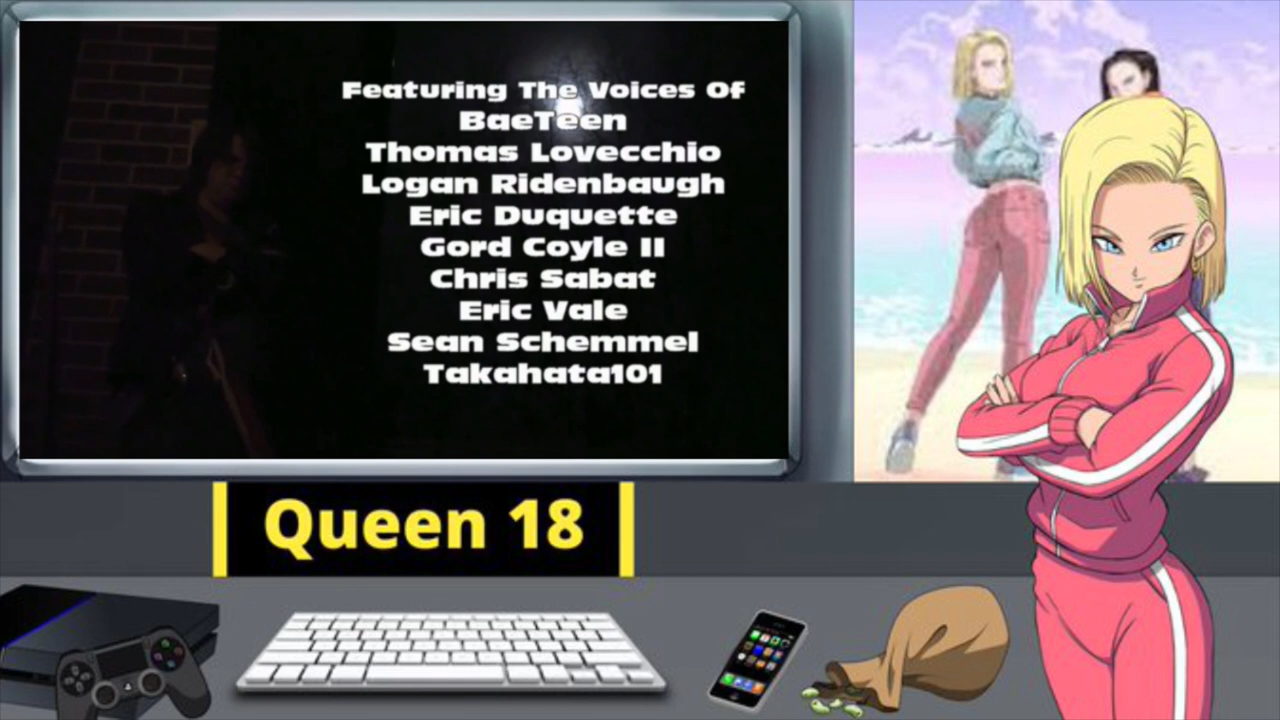 Featuring The Voices Of
BaeTeen
Thomas Lovecchio
Logan Ridenbaugh
Eric Duquette
Gord Coyle II
Chris Sabat
Eric Vale
Sean Schemmel
Takahata101
Queen 18